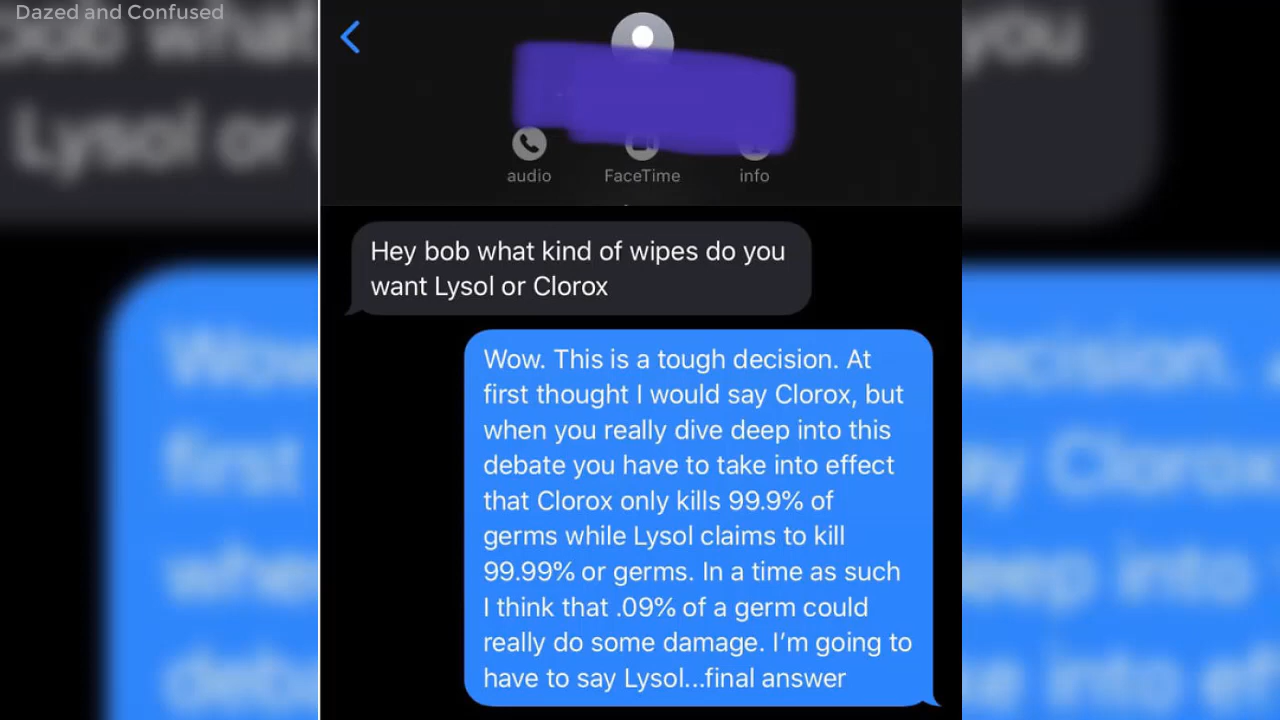 Dazed and Confused
audio FaceTime info
Hey bob what kind of wipes do you
want Lysol or Clorox
Wow. This is a tough decision. At
first thought I would say Clorox, but
when you really dive deep into this
debate you have to take into effect
that Clorox only kills 99.9% of
germs while Lysol claims to kill
99.99% or germs. In a time as such
I think that .09% of a germ could
really do some damage. I’m going to
have to say Lysol...final answer